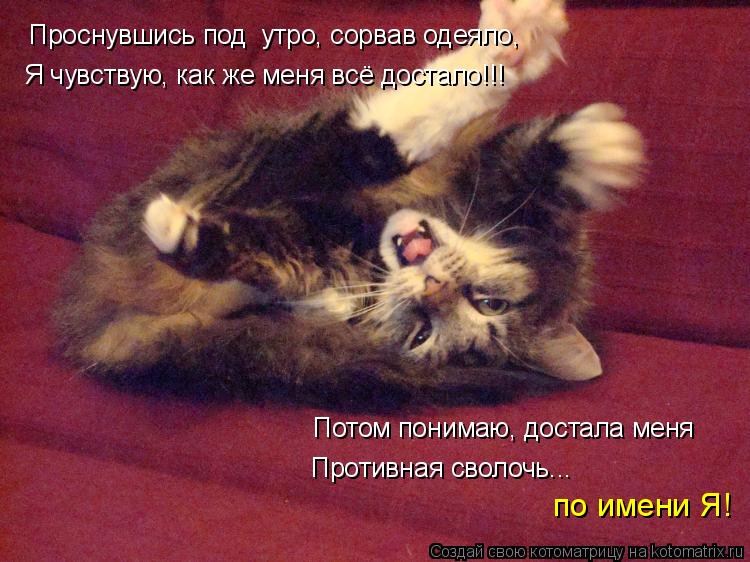 Проснувшись под  утро, сорвав одеяло,
Я чувствую, как же меня всё достало!!!
Потом понимаю, достала меня
Противная сволочь...
по имени Я!
Создай свою котоматрицу на kotomatrix.ru